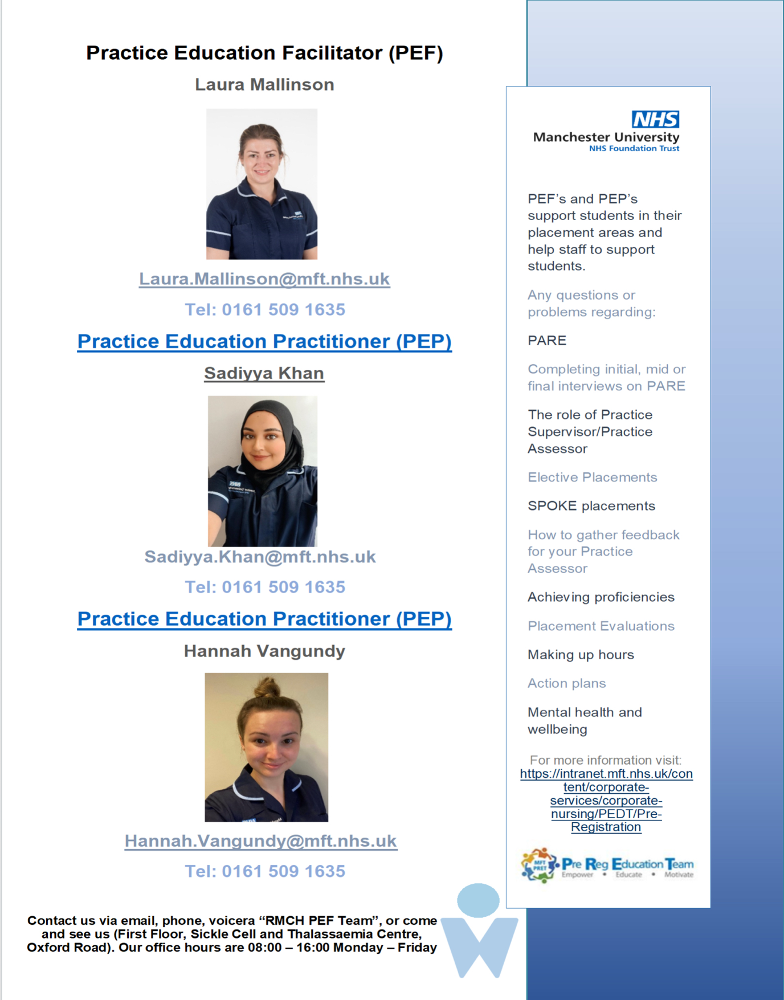 Practice Education Facilitator (PEF)
Laura Mallinson
NHS
Laura.Mallinson@mft.nhs.uk
Tel: 0161 509 1635
Practice Education Practitioner (PEP)
Sadiyya Khan
Sadiyya.Khan@mft.nhs.uk
Tel: 0161 509 1635
Practice Education Practitioner (PEP)
Hannah Vangundy
Hannah.Vangundy@mft.nhs.uk
Tel: 0161 509 1635
Contact us via email, phone, voicera “RMCH PEF Team”, or come
and see us (First Floor, Sickle Cell and Thalassaemia Centre,
Oxford Road). Our office hours are 08:00 – 16:00 Monday – Friday
NHS
Manchester University
NHS Foundation Trust
PEF’s and PEP’s
support students in their
placement areas and
help staff to support
students.
Any questions or
problems regarding:
PARE
Completing initial, mid or
final interviews on PARE
The role of Practice
Supervisor/Practice
Assessor
Elective Placements
SPOKE placements
How to gather feedback
for your Practice
Assessor
Achieving proficiencies
Placement Evaluations
Making up hours
Action plans
Mental health and
wellbeing
For more information visit:
https://intranet.mft.nhs.uk/con
tent/corporate-
services/corporate-
nursing/PEDT/Pre-
Registration
MFT
PRET
Pre Reg Education Team
Empower • Educate • Motivate